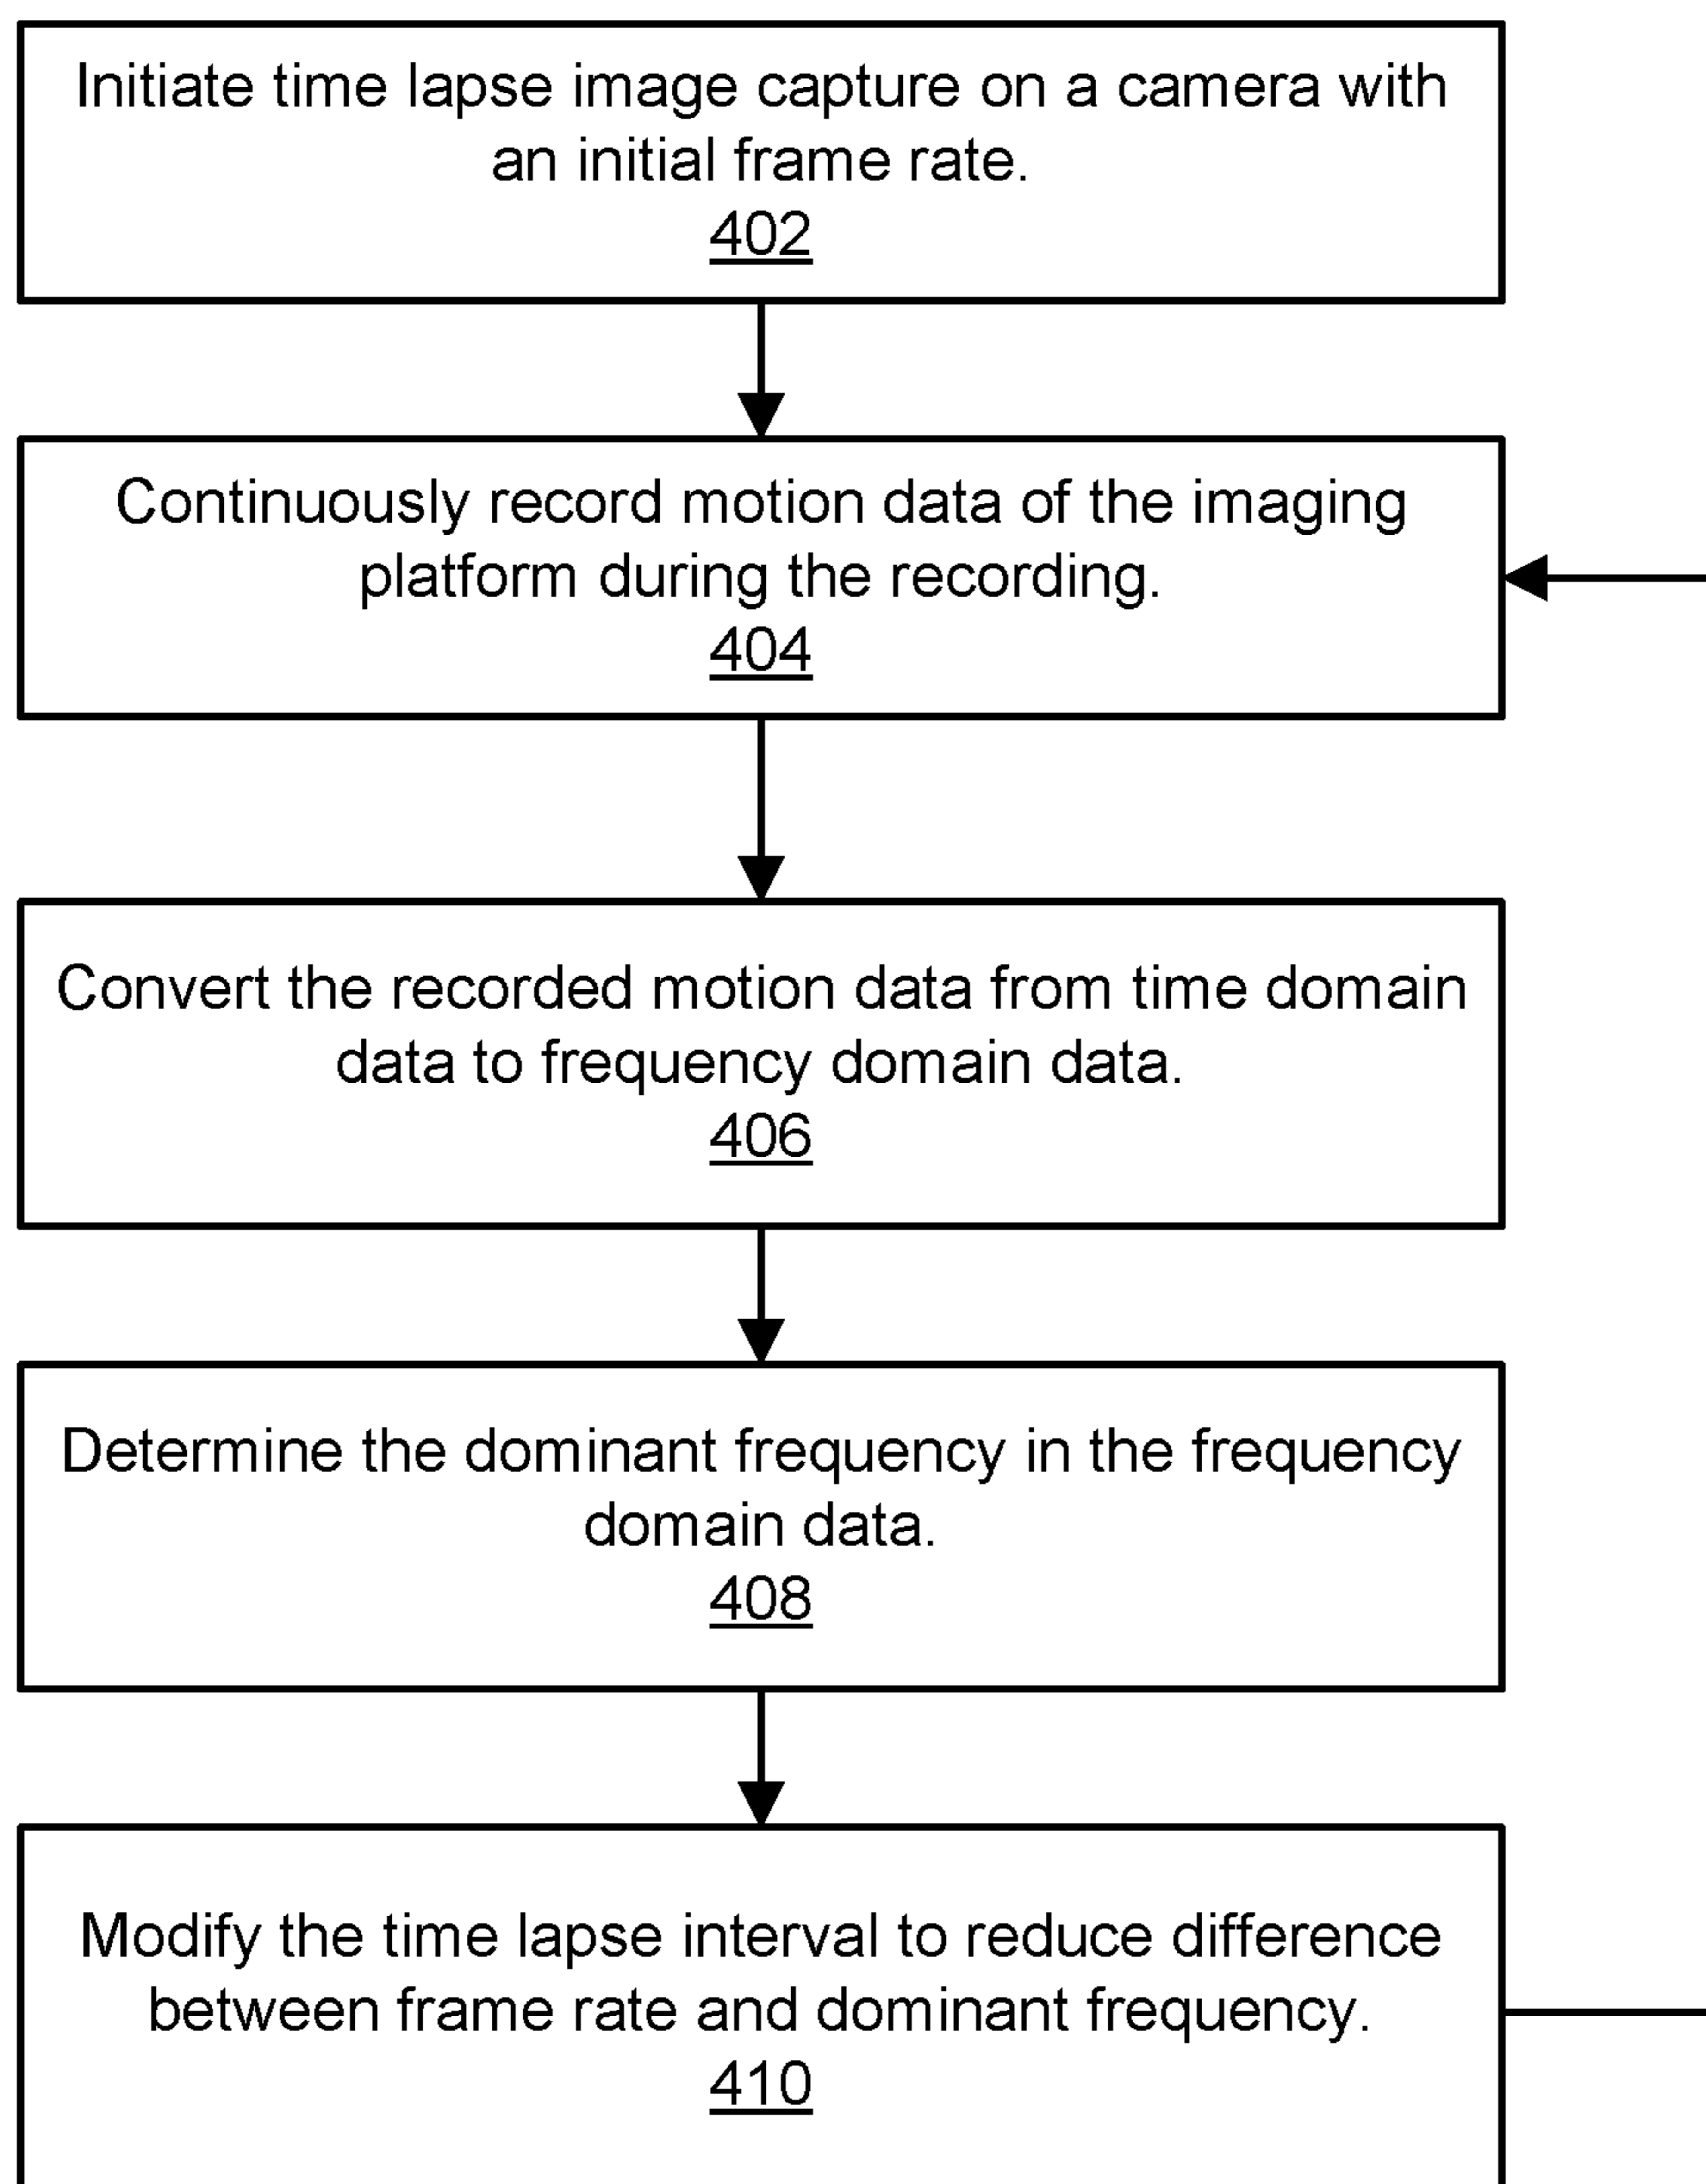 Initiate time lapse image capture on a camera with
an initial frame rate.
402
Continuously record motion data of the imaging
platform during the recording.
404
Convert the recorded motion data from time domain
data to frequency domain data.
406
Determine the dominant frequency in the frequency
domain data.
408
Modify the time lapse interval to reduce difference
between frame rate and dominant frequency.
410